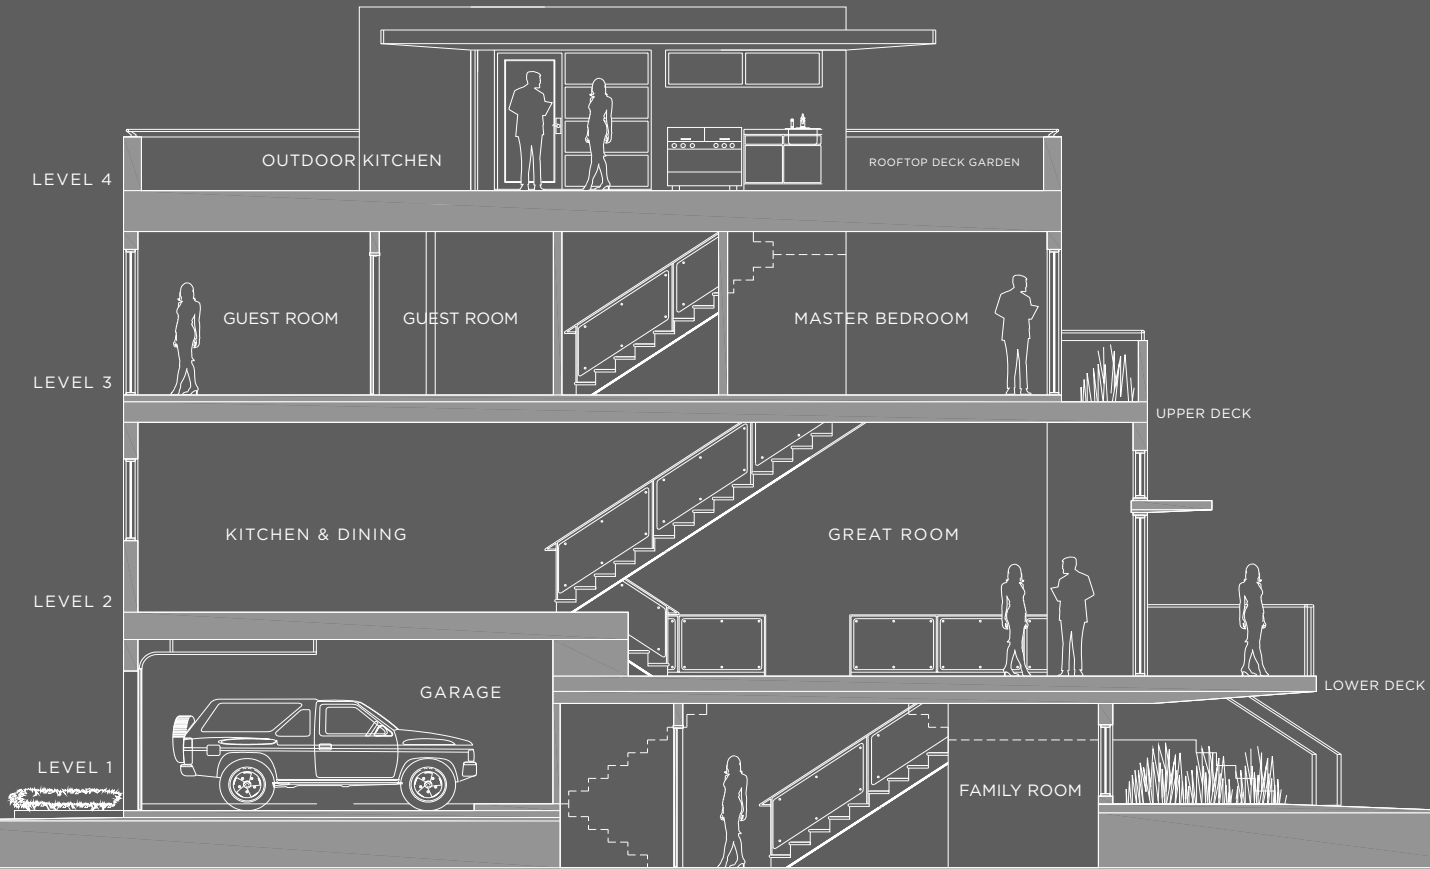 OUTDOOR KITCHEN
ROOFTOP DECK GARDEN
LEVEL 4
GUEST ROOM
GUEST ROOM
MASTER BEDROOM
LEVEL 3
UPPER DECK
KITCHEN & DINING
GREAT ROOM
LEVEL 2
LOWER DECK
GARAGE
LEVEL 1
FAMILY ROOM